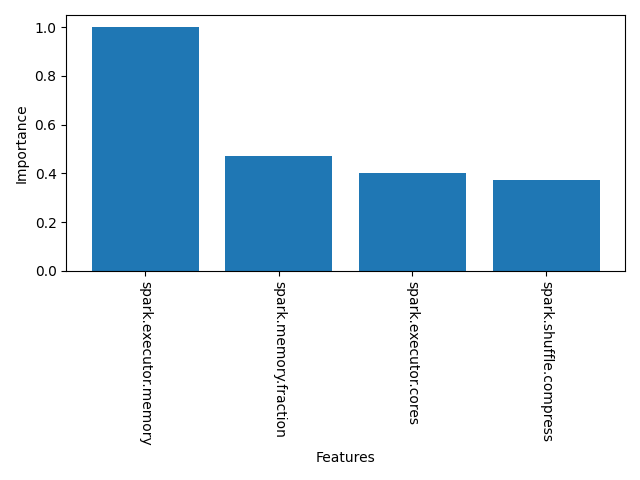 1.0
0.8
0.6
0.4
0.2
0.0
Importance
spark.executor.memory
spark.memory.fraction
spark.executor.cores
spark.shuffle.compress
Features